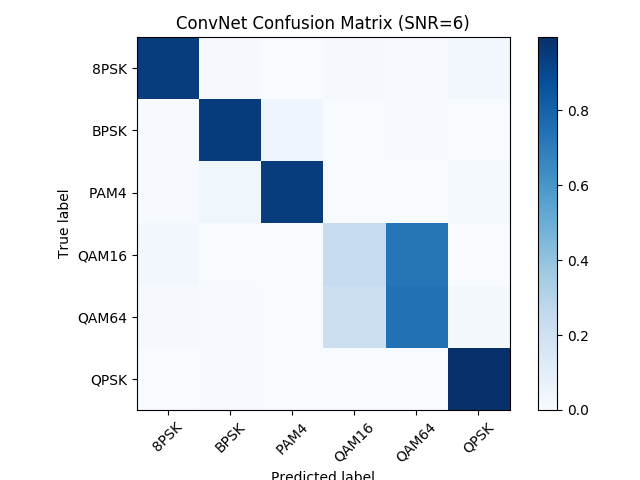 ConvNet Confusion Matrix (SNR=6)
True label
8PSK
BPSK
PAM4
QAM16
QAM64
QPSK
8PSK
BPSK
PAM4
QAM16
QAM64
QPSK
Predicted label
0.8
0.6
0.4
0.2
0.0